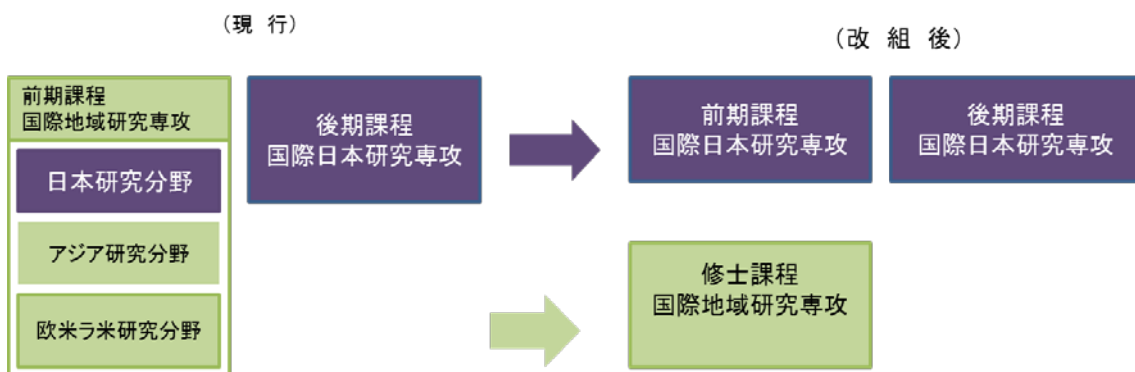 （現 行）
（改 組 後）
前期課程
国際地域研究専攻
日本研究分野
アジア研究分野
欧米ラ米研究分野
後期課程
国際日本研究専攻
前期課程
国際日本研究専攻
後期課程
国際日本研究専攻
修士課程
国際地域研究専攻